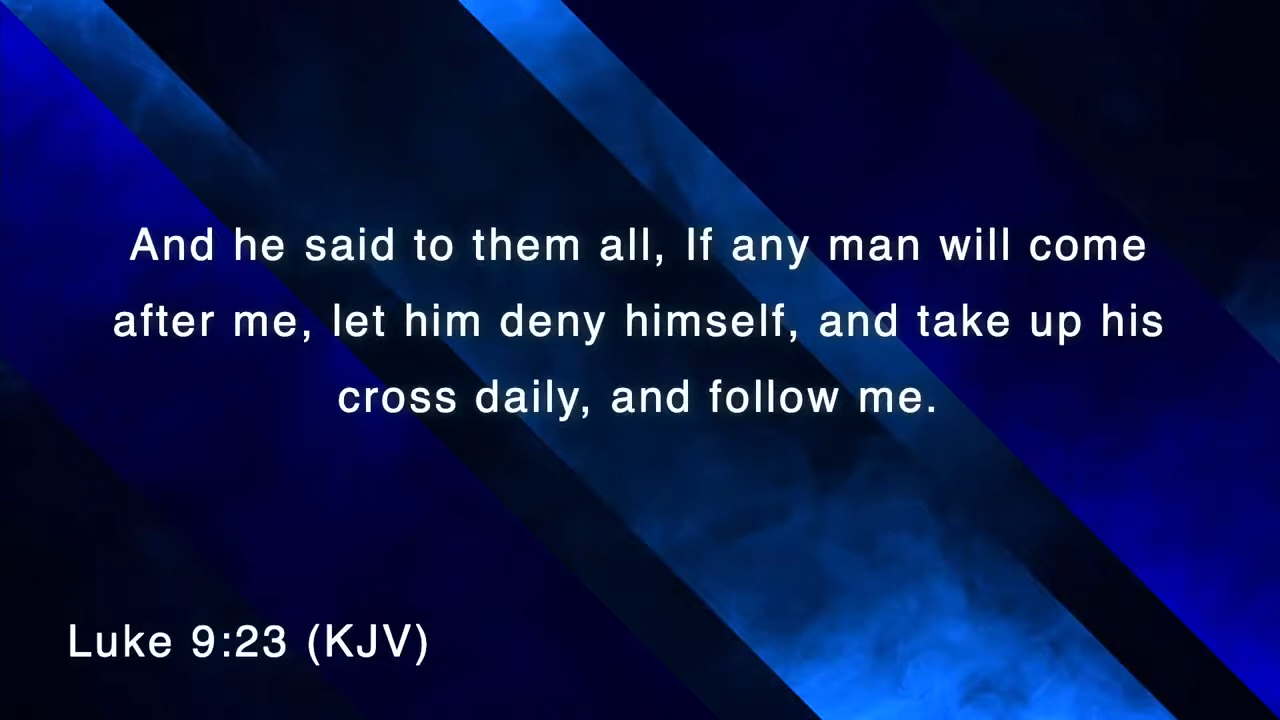 And he said to them all, If any man will come
after me, let him deny himself, and take up his
cross daily, and follow me.
Luke 9:23 (KJV)